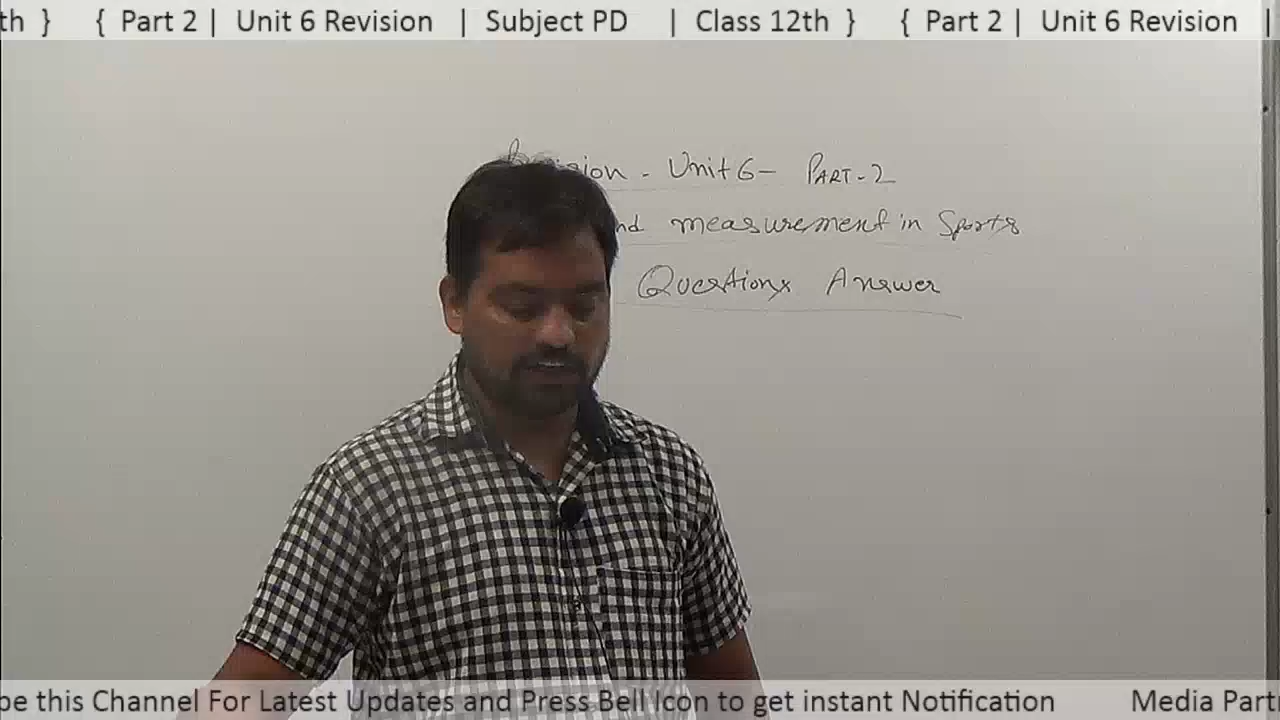 th } { Part 2 | Unit 6 Revision | Subject PD | Class 12th } { Part 2 | Unit 6 Revision |
Unit 6 - PART - 2
measurement in Sports
Questions Answer
be this Channel For Latest Updates and Press Bell Icon to get instant Notification Media Part